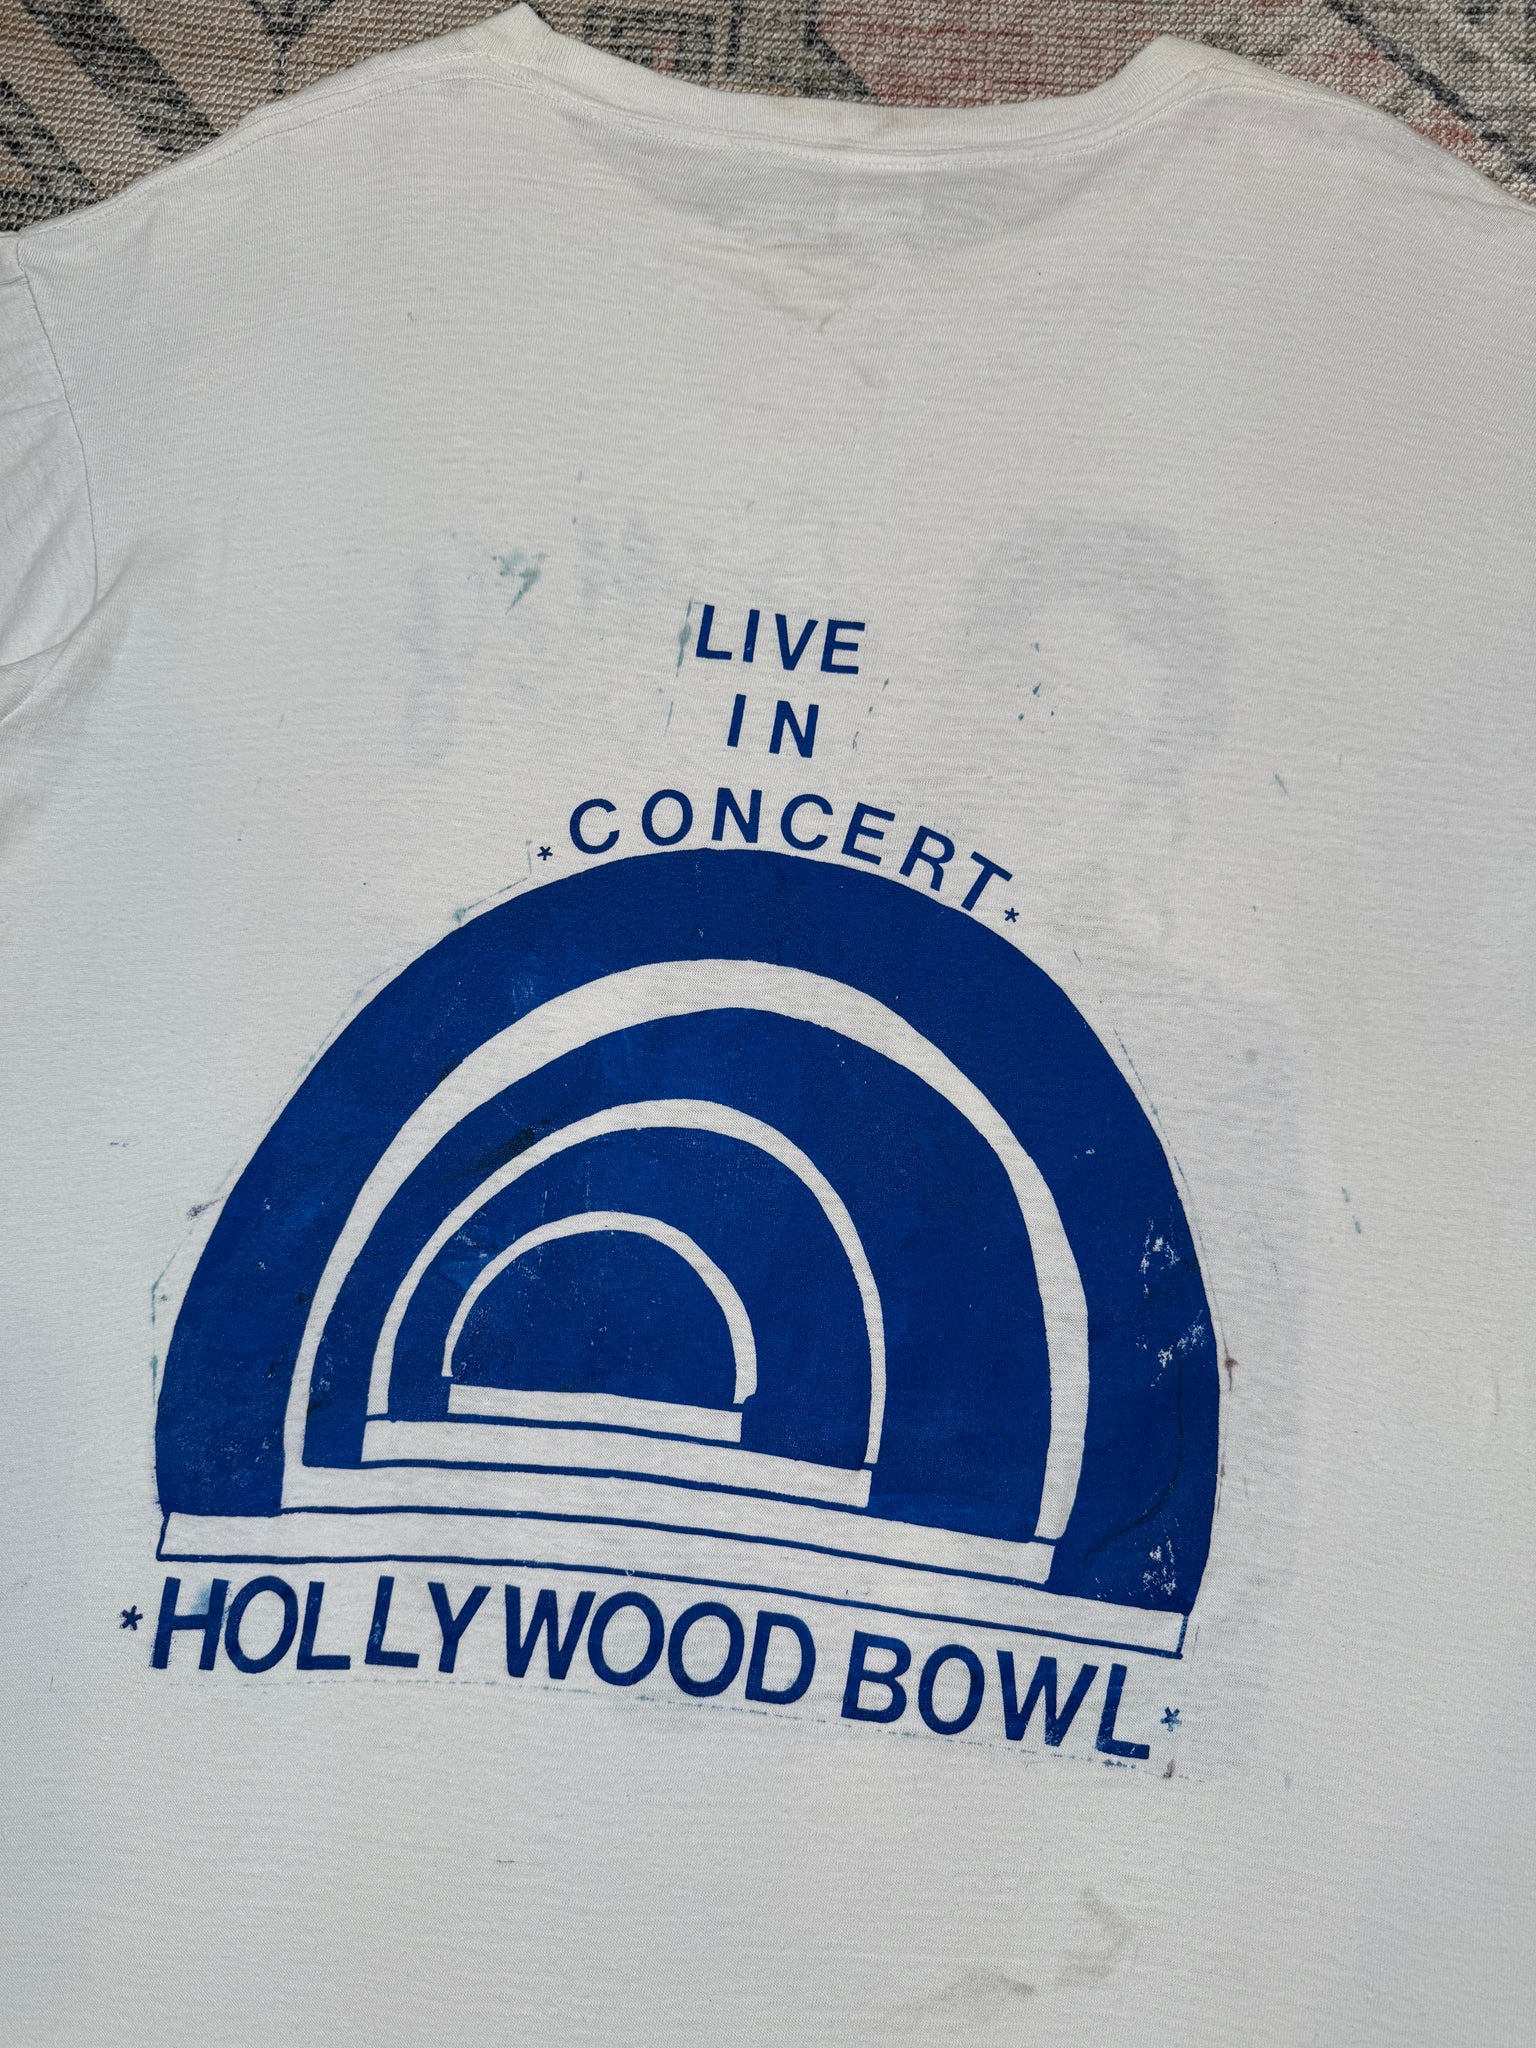 LIVE
IN
*CONCERT*
*HOLLYWOOD BOWL*